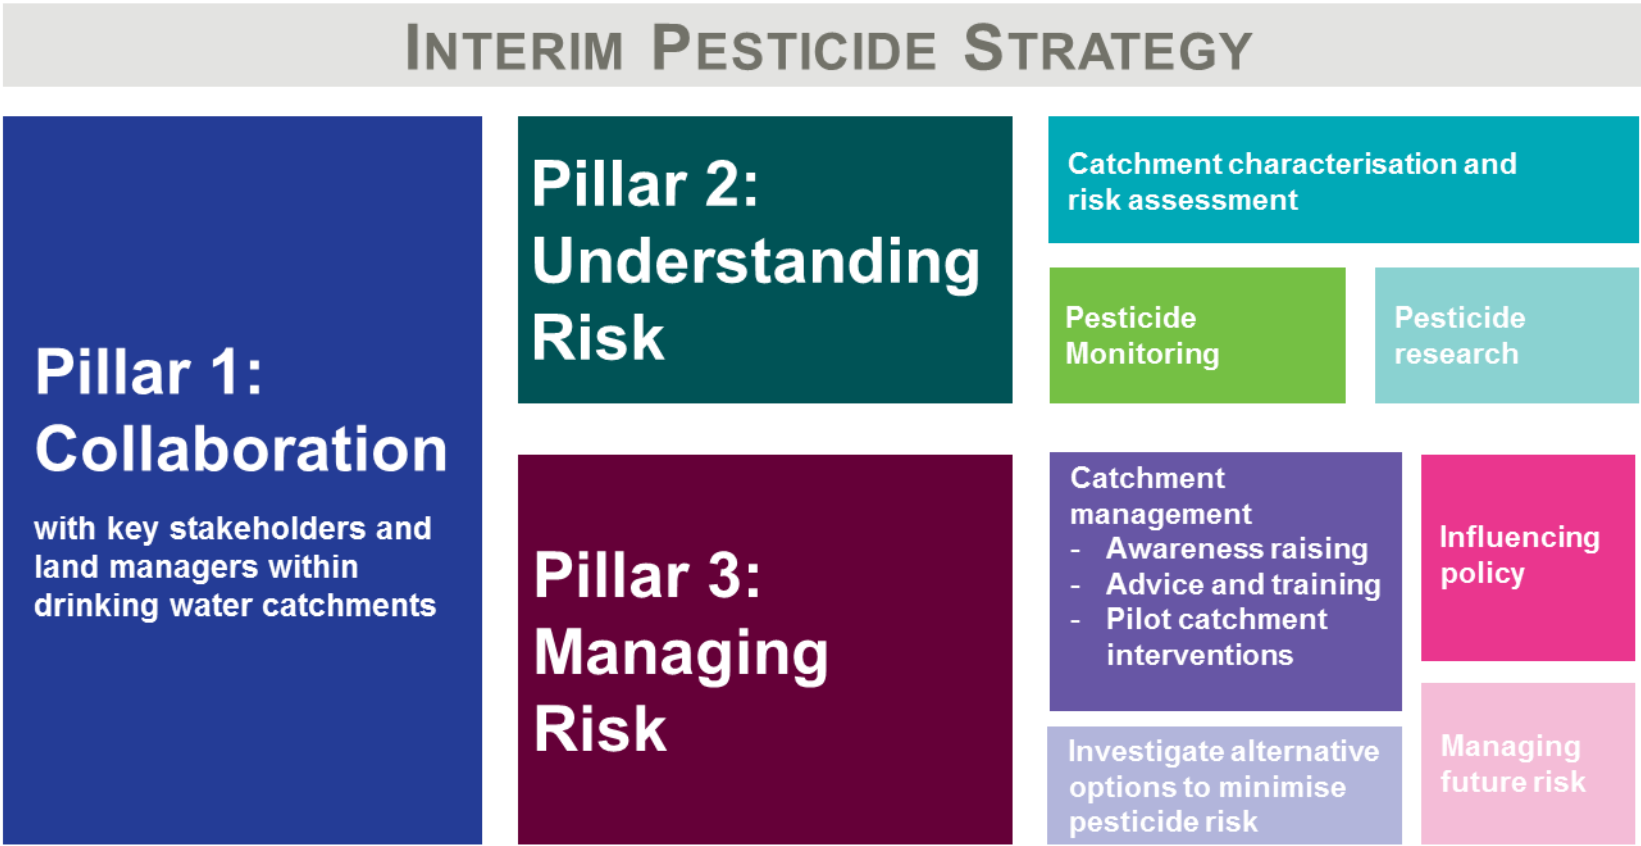 INTERIM PESTICIDE STRATEGY
Pillar 1:
Collaboration
with key stakeholders and
land managers within
drinking water catchments
Pillar 2:
Understanding
Risk
Catchment characterisation and
risk assessment
Pesticide
Monitoring
Pesticide
research
Pillar 3:
Managing
Risk
Catchment
management
- Awareness raising
- Advice and training
- Pilot catchment
interventions
Influencing
policy
Investigate alternative
options to minimise
pesticide risk
Managing
future risk